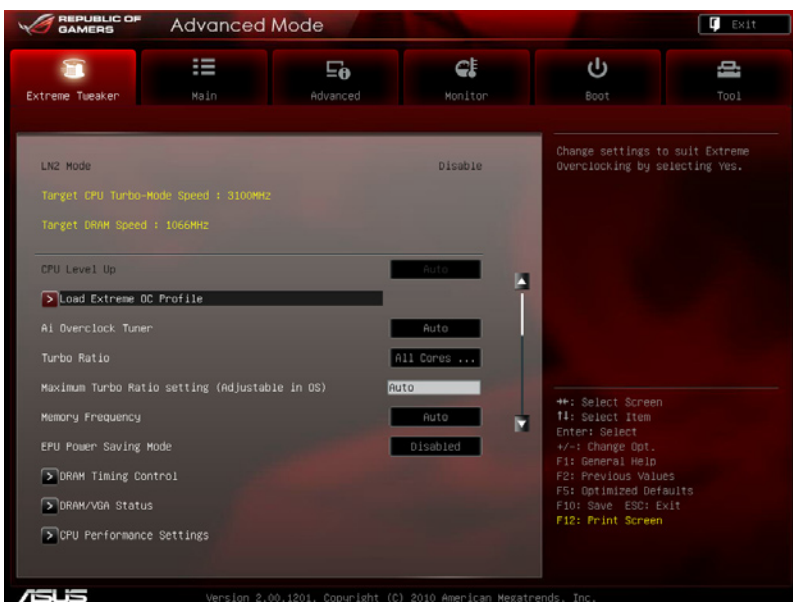 REPUBLIC OF
GAMERS
Advanced Mode
Exit
Extreme Tweaker
Main
Advanced
Monitor
Boot
Tool
LN2 Mode Disable
Target CPU Turbo-Mode Speed : 3100MHz
Target DRAM Speed : 1066MHz
CPU Level Up Auto
> Load Extreme OC Profile
Ai Overclock Tuner Auto
Turbo Ratio All Cores ...
Maximum Turbo Ratio setting (Adjustable in OS) Auto
Memory Frequency Auto
EPU Power Saving Mode Disabled
> DRAM Timing Control
> DRAM/VGA Status
> CPU Performance Settings
Change settings to suit Extreme
Overclocking by selecting Yes.
→←: Select Screen
↑↓: Select Item
Enter: Select
+/-: Change Opt.
F1: General Help
F2: Previous Values
F5: Optimized Defaults
F10: Save ESC: Exit
F12: Print Screen
ASUS
Version 2.00.1201. Copyright (C) 2010 American Megatrends, Inc.